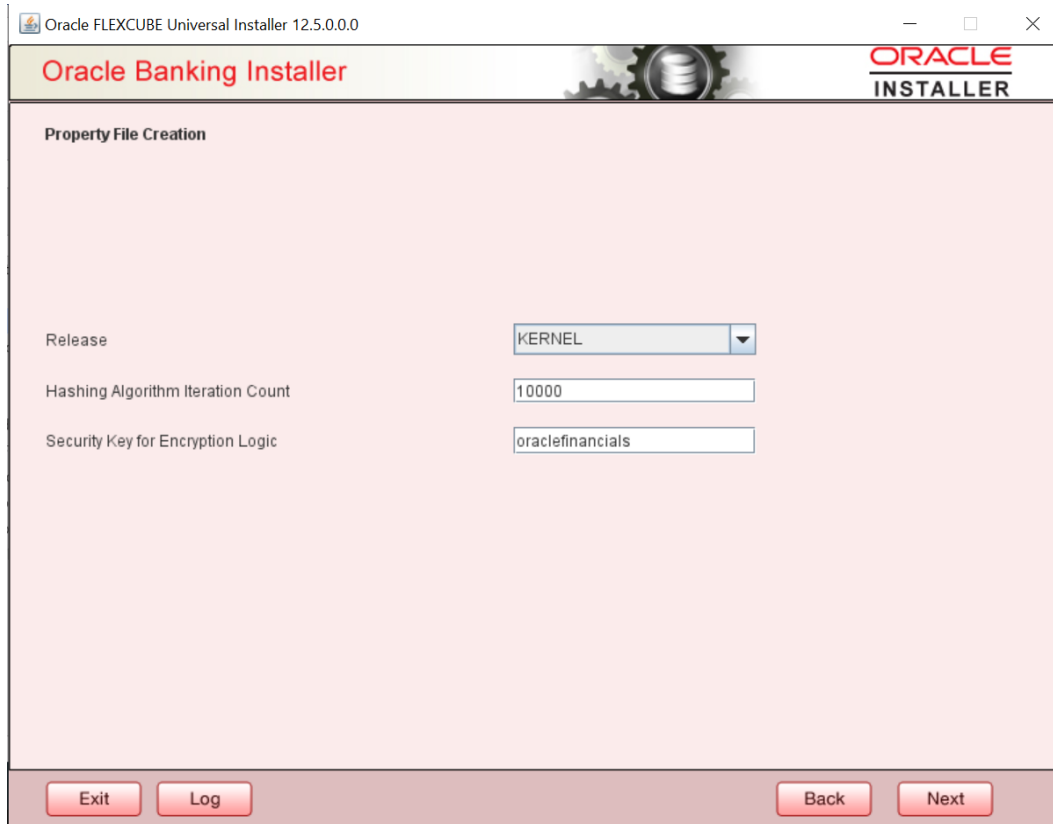 Oracle FLEXCUBE Universal Installer 12.5.0.0.0
Oracle Banking Installer
ORACLE
INSTALLER
Property File Creation
Release
KERNEL
Hashing Algorithm Iteration Count
10000
Security Key for Encryption Logic
oraclefinancials
Exit
Log
Back
Next